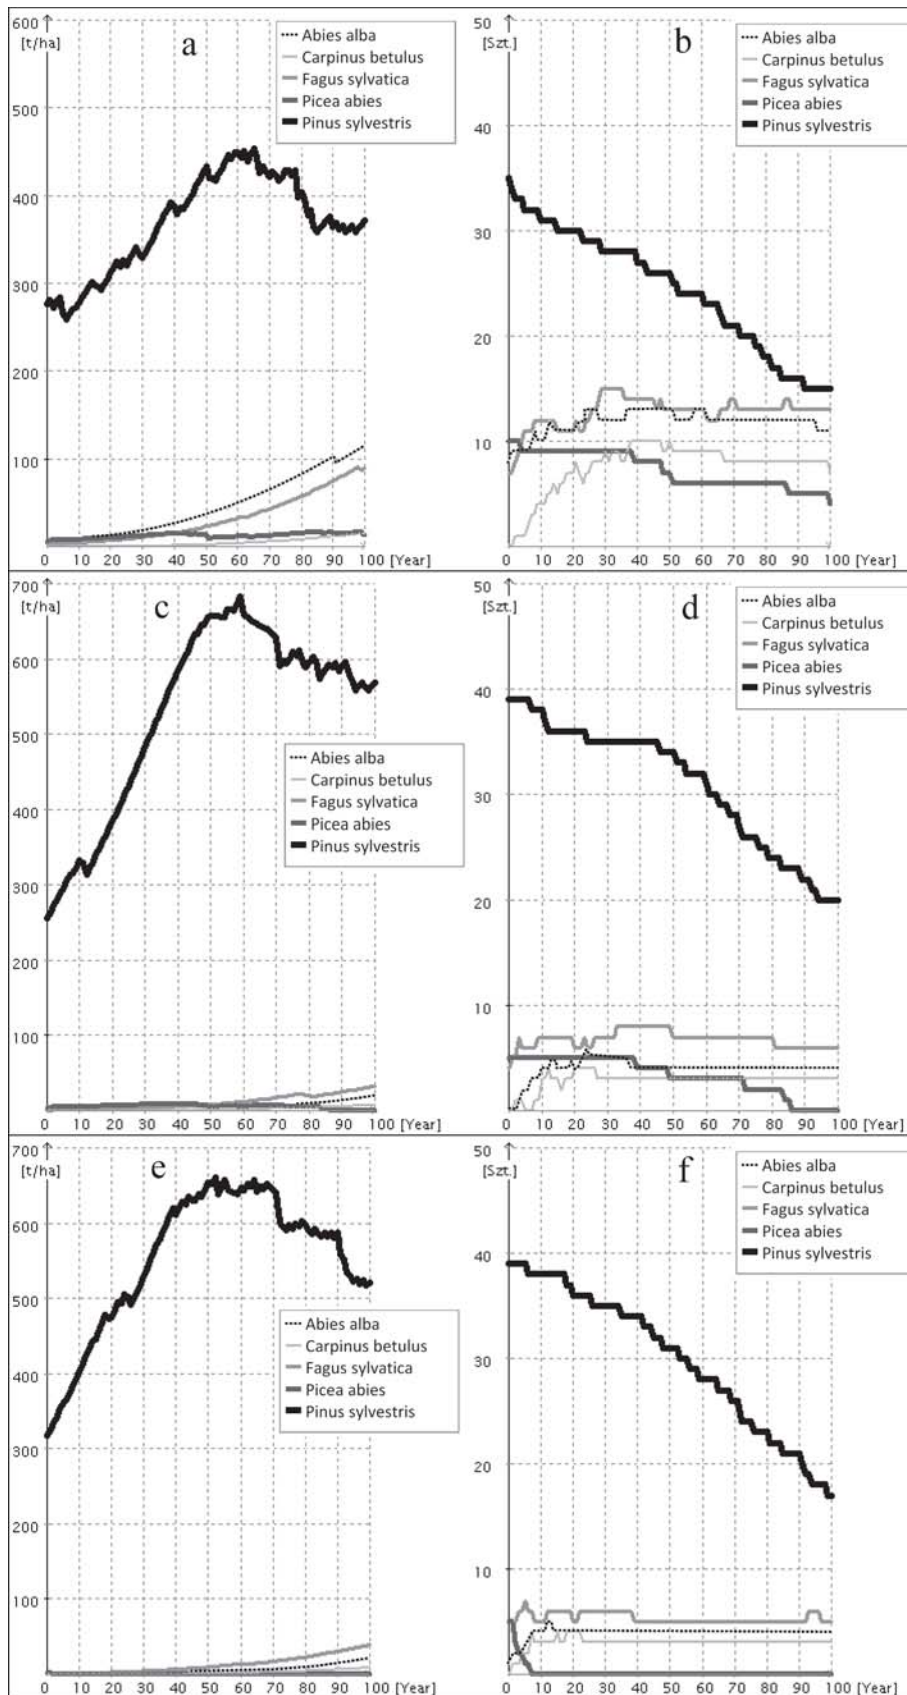 600
[t/ha]
a
Abies alba
Carpinus betulus
Fagus sylvatica
Picea abies
Pinus sylvestris
500
400
300
200
100
0 10 20 30 40 50 60 70 80 90 100 [Year]
50
[Szt.]
b
Abies alba
Carpinus betulus
Fagus sylvatica
Picea abies
Pinus sylvestris
40
30
20
10
0 10 20 30 40 50 60 70 80 90 100 [Year]
700
[t/ha]
c
600
500
Abies alba
Carpinus betulus
Fagus sylvatica
Picea abies
Pinus sylvestris
400
300
200
100
0 10 20 30 40 50 60 70 80 90 100 [Year]
50
[Szt.]
d
Abies alba
Carpinus betulus
Fagus sylvatica
Picea abies
Pinus sylvestris
40
30
20
10
0 10 20 30 40 50 60 70 80 90 100 [Year]
700
[t/ha]
e
600
500
Abies alba
Carpinus betulus
Fagus sylvatica
Picea abies
Pinus sylvestris
400
300
200
100
0 10 20 30 40 50 60 70 80 90 100 [Year]
50
[Szt.]
f
Abies alba
Carpinus betulus
Fagus sylvatica
Picea abies
Pinus sylvestris
40
30
20
10
0 10 20 30 40 50 60 70 80 90 100 [Year]